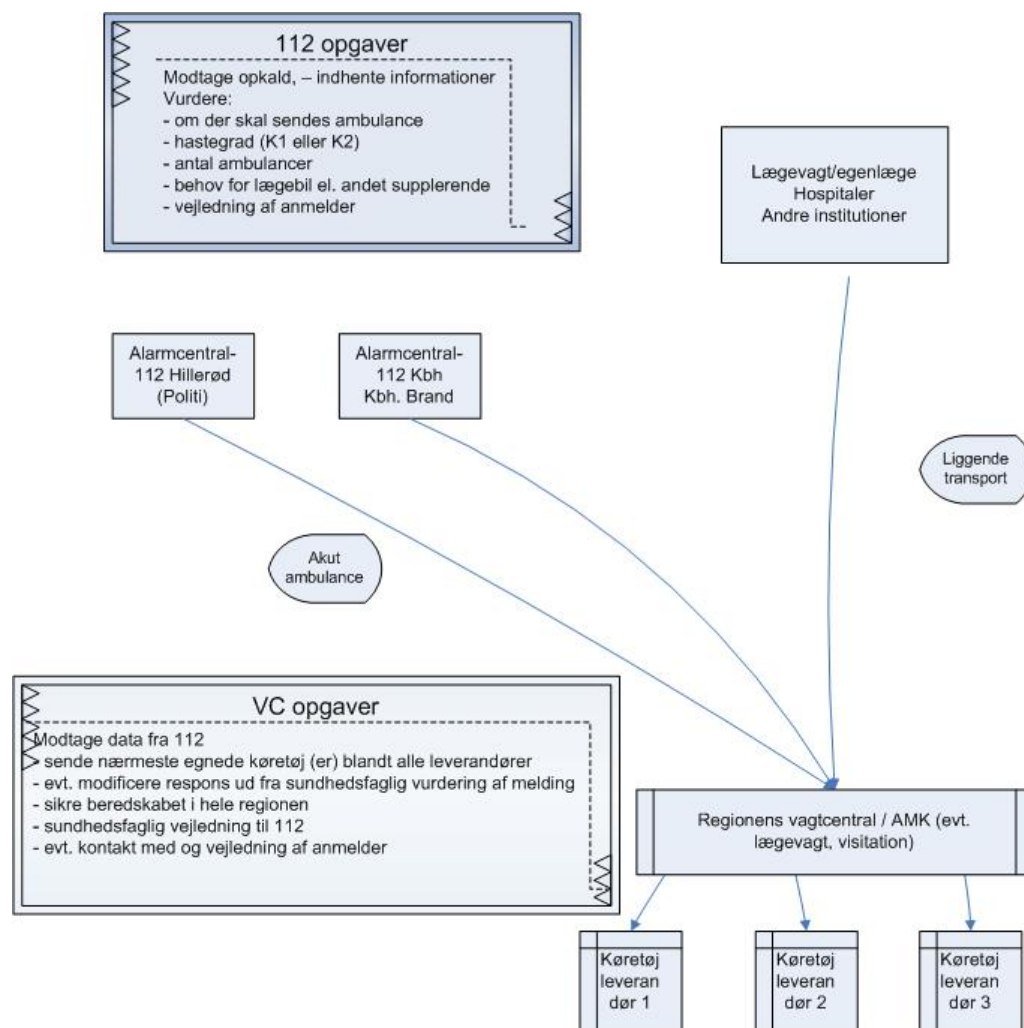 112 opgaver
Modtage opkald, – indhente informationer
Vurdere:
- om der skal sendes ambulance
- hastegrad (K1 eller K2)
- antal ambulancer
- behov for lægebil el. andet supplerende
- vejledning af anmelder
Lægevagt/egenlæge
Hospitaler
Andre institutioner
Alarmcentral-
112 Hillerød
(Politi)
Alarmcentral-
112 Kbh
Kbh. Brand
Liggende
transport
Akut
ambulance
VC opgaver
Modtage data fra 112
- sende nærmeste egnede køretøj (er) blandt alle leverandører
- evt. modificere respons ud fra sundhedsfaglig vurdering af melding
- sikre beredskabet i hele regionen
- sundhedsfaglig vejledning til 112
- evt. kontakt med og vejledning af anmelder
Regionens vagtcentral / AMK (evt.
lægevagt, visitation)
Køretøj
leveran
dør 1
Køretøj
leveran
dør 2
Køretøj
leveran
dør 3